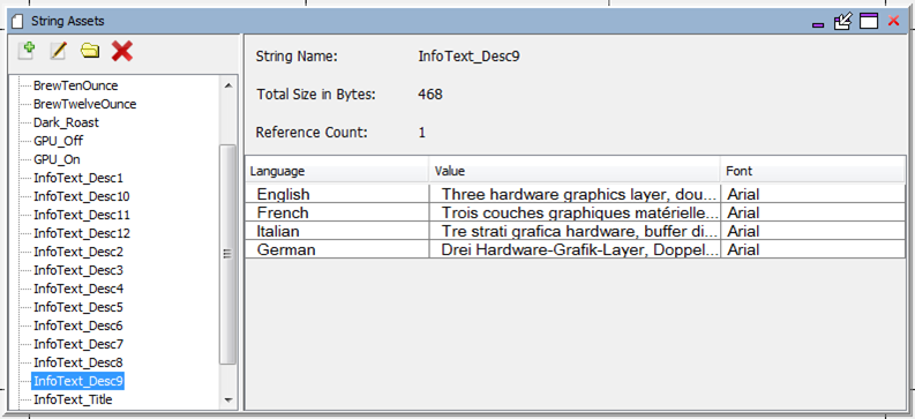 String Assets
BrewTenOunce
BrewTwelveOunce
Dark_Roast
GPU_Off
GPU_On
InfoText_Desc1
InfoText_Desc10
InfoText_Desc11
InfoText_Desc12
InfoText_Desc2
InfoText_Desc3
InfoText_Desc4
InfoText_Desc5
InfoText_Desc6
InfoText_Desc7
InfoText_Desc8
InfoText_Desc9
InfoText_Title
String Name: InfoText_Desc9
Total Size in Bytes: 468
Reference Count: 1
Language Value Font
English Three hardware graphics layer, dou... Arial
French Trois couches graphiques matérielle... Arial
Italian Tre strati grafica hardware, buffer di... Arial
German Drei Hardware-Grafik-Layer, Doppel... Arial